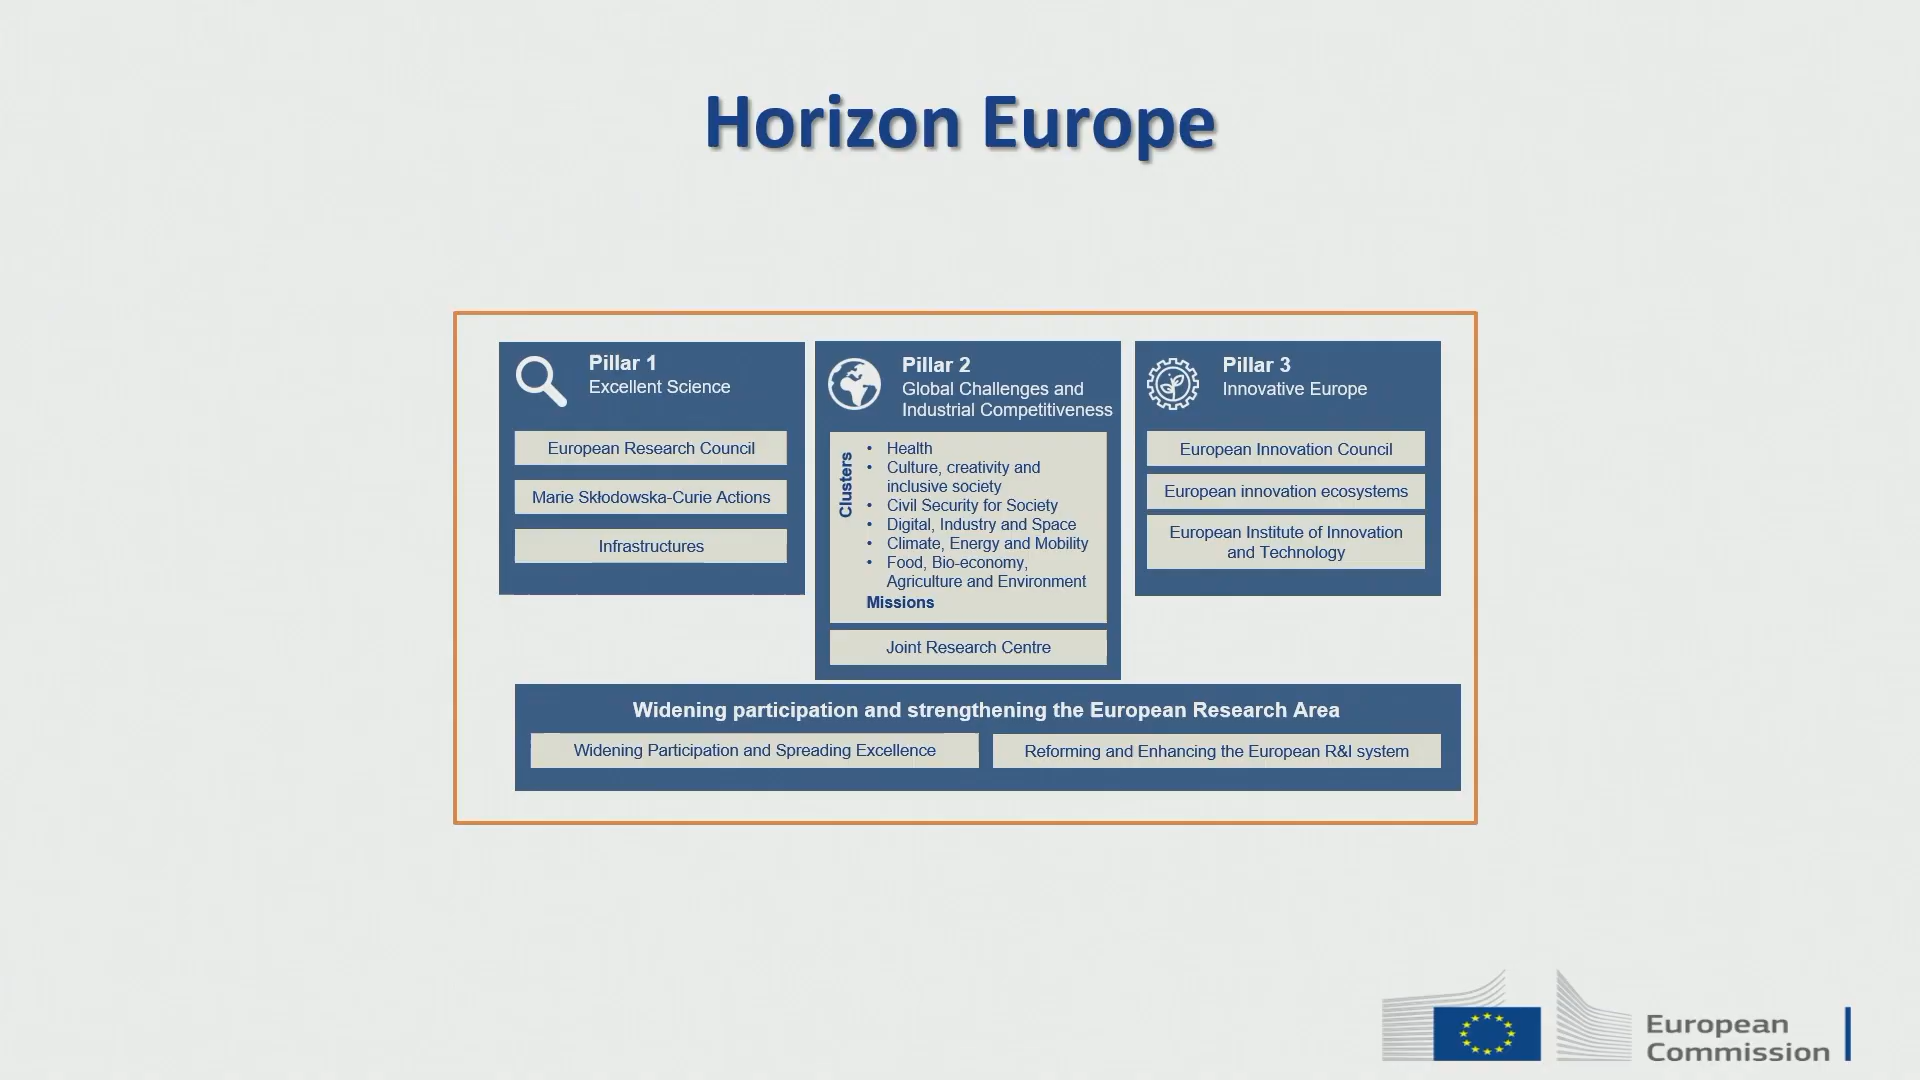 Horizon Europe
Pillar 1
Excellent Science
European Research Council
Marie Skłodowska-Curie Actions
Infrastructures
Pillar 2
Global Challenges and
Industrial Competitiveness
Clusters
• Health
• Culture, creativity and
inclusive society
• Civil Security for Society
• Digital, Industry and Space
• Climate, Energy and Mobility
• Food, Bio-economy,
Agriculture and Environment
Missions
Joint Research Centre
Pillar 3
Innovative Europe
European Innovation Council
European innovation ecosystems
European Institute of Innovation
and Technology
Widening participation and strengthening the European Research Area
Widening Participation and Spreading Excellence
Reforming and Enhancing the European R&I system
European
Commission